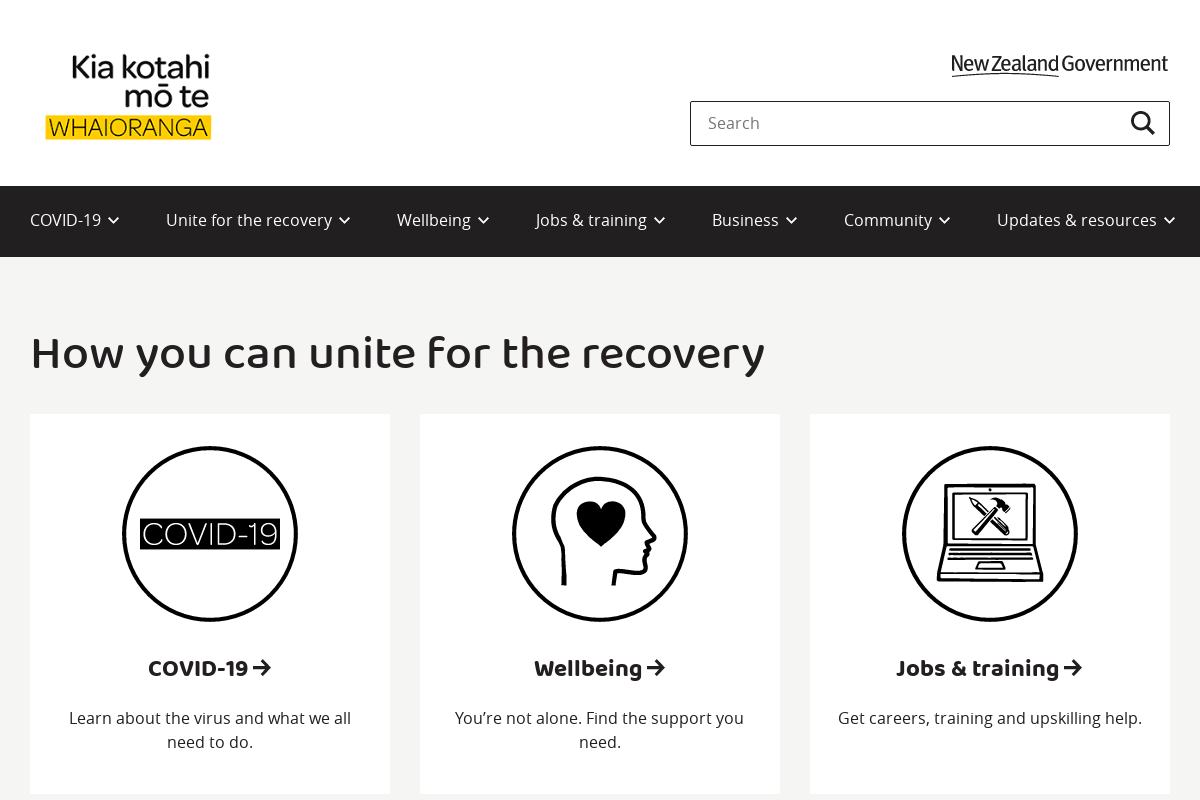 Kia kotahi
mō te
WHAIORANGA
New Zealand Government
Search
COVID-19
Unite for the recovery
Wellbeing
Jobs & training
Business
Community
Updates & resources
How you can unite for the recovery
COVID-19
COVID-19
Learn about the virus and what we all
need to do.
Wellbeing
You’re not alone. Find the support you
need.
Jobs & training
Get careers, training and upskilling help.